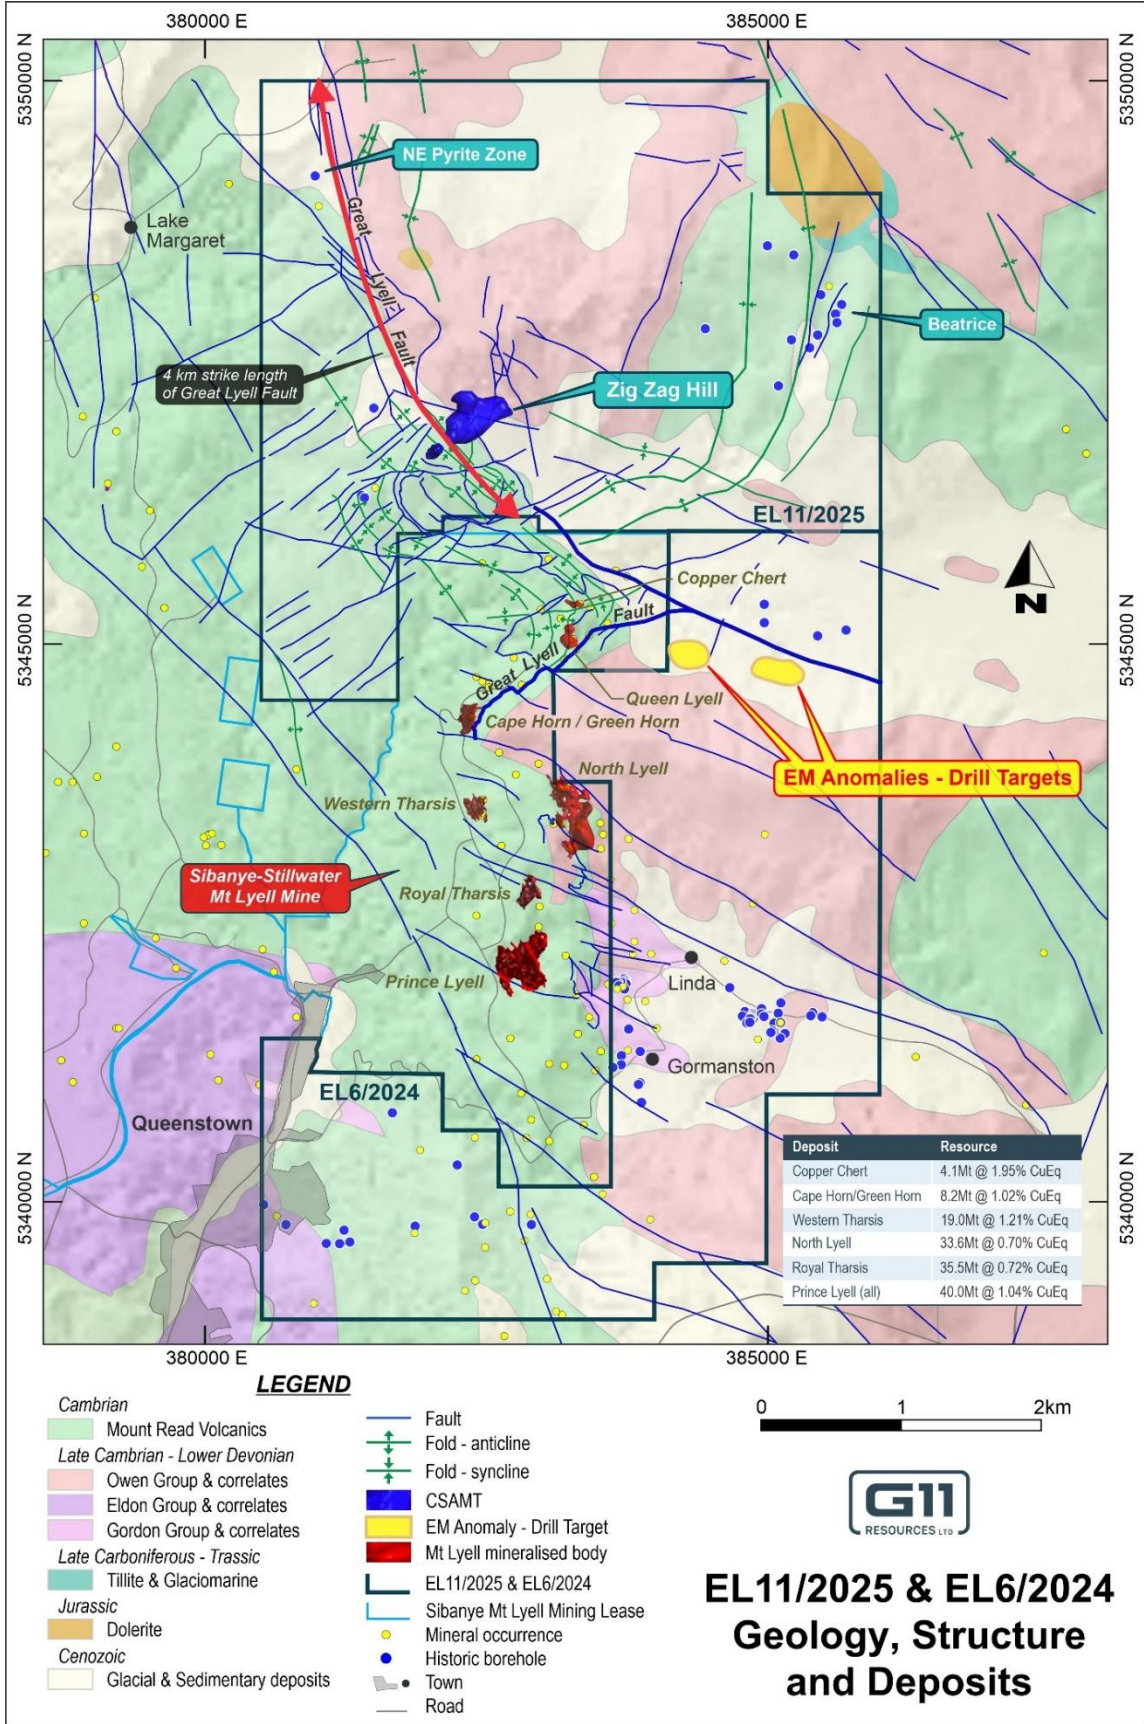 380000 E
385000 E
5350000 N
5350000 N
NE Pyrite Zone
Lake
Margaret
Great Lyell Fault
Beatrice
4 km strike length
of Great Lyell Fault
Zig Zag Hill
EL11/2025
N
Copper Chert
5345000 N
5345000 N
Great Lyell Fault
Queen Lyell
Cape Horn / Green Horn
North Lyell
EM Anomalies - Drill Targets
Western Tharsis
Sibanye-Stillwater
Mt Lyell Mine
Royal Tharsis
Prince Lyell
Linda
Gormanston
EL6/2024
Queenstown
5340000 N
5340000 N
Deposit Resource
Copper Chert 4.1Mt @ 1.95% CuEq
Cape Horn/Green Horn 8.2Mt @ 1.02% CuEq
Western Tharsis 19.0Mt @ 1.21% CuEq
North Lyell 33.6Mt @ 0.70% CuEq
Royal Tharsis 35.5Mt @ 0.72% CuEq
Prince Lyell (all) 40.0Mt @ 1.04% CuEq
380000 E
385000 E
LEGEND
Cambrian
Mount Read Volcanics
Late Cambrian - Lower Devonian
Owen Group & correlates
Eldon Group & correlates
Gordon Group & correlates
Late Carboniferous - Trassic
Tillite & Glaciomarine
Jurassic
Dolerite
Cenozoic
Glacial & Sedimentary deposits
Fault
Fold - anticline
Fold - syncline
CSAMT
EM Anomaly - Drill Target
Mt Lyell mineralised body
EL11/2025 & EL6/2024
Sibanye Mt Lyell Mining Lease
Mineral occurrence
Historic borehole
Town
Road
0 1 2km
G11
RESOURCES LTD
EL11/2025 & EL6/2024
Geology, Structure
and Deposits